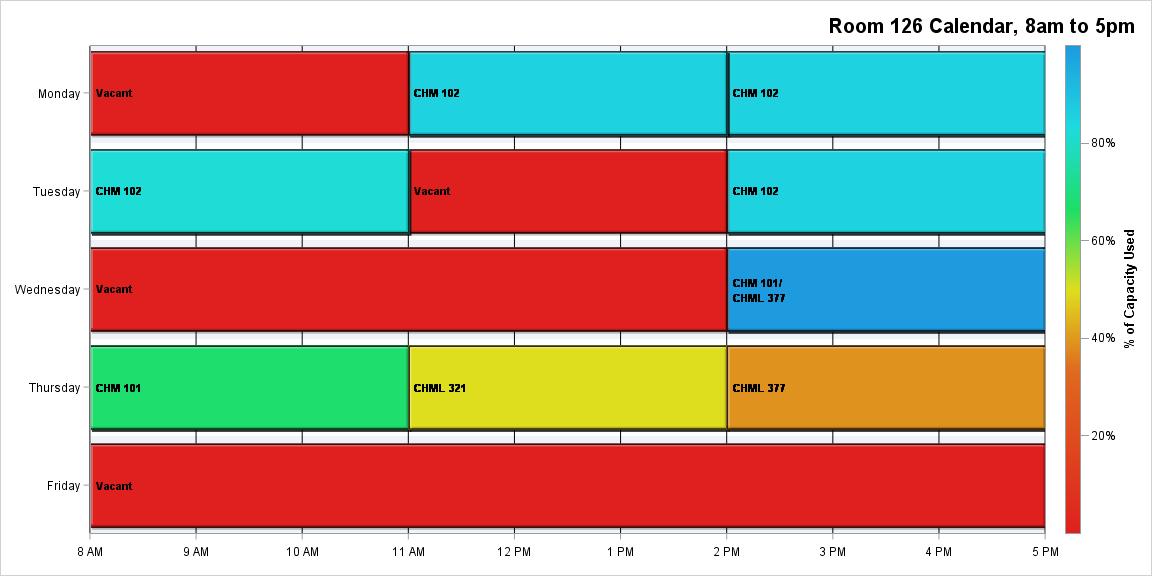 Room 126 Calendar, 8am to 5pm
Monday
Vacant
CHM 102
CHM 102
Tuesday
CHM 102
Vacant
CHM 102
Wednesday
Vacant
CHM 101/
CHML 377
Thursday
CHM 101
CHML 321
CHML 377
Friday
Vacant
8 AM
9 AM
10 AM
11 AM
12 PM
1 PM
2 PM
3 PM
4 PM
5 PM
80%
60%
40%
20%
% of Capacity Used